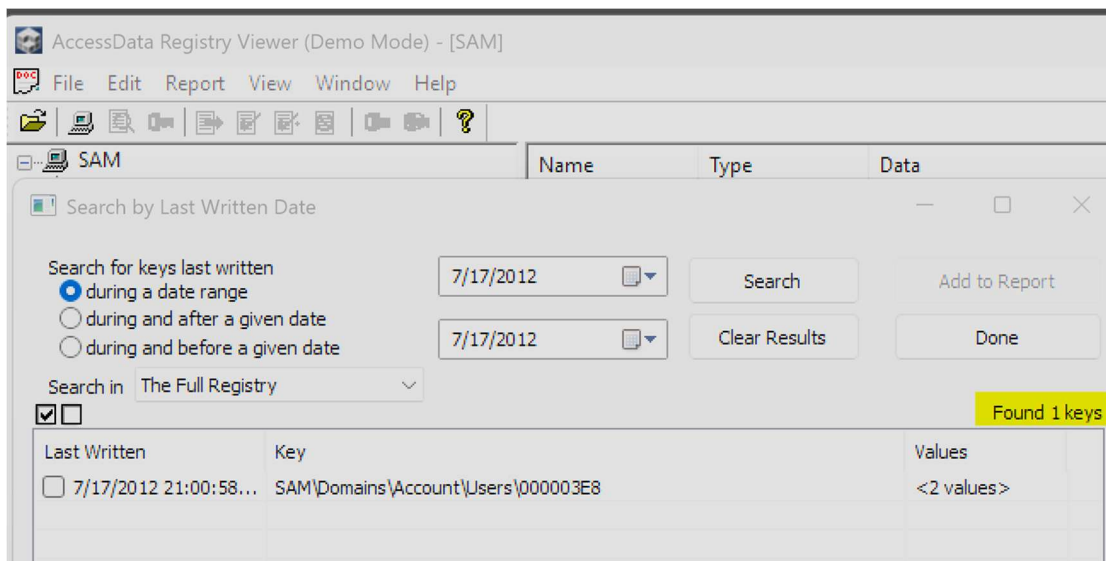 AccessData Registry Viewer (Demo Mode) - [SAM]
DOC File Edit Report View Window Help
SAM
Name Type Data
Search by Last Written Date
Search for keys last written
during a date range
during and after a given date
during and before a given date
7/17/2012
Search
Add to Report
7/17/2012
Clear Results
Done
Search in The Full Registry
Found 1 keys
Last Written Key Values
7/17/2012 21:00:58... SAM\Domains\Account\Users\000003E8 <2 values>